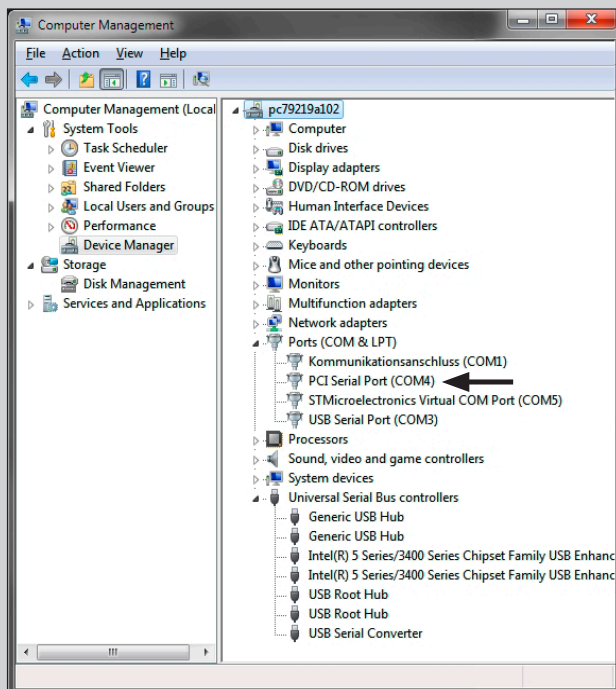 Computer Management
File Action View Help
Computer Management (Local
System Tools
Task Scheduler
Event Viewer
Shared Folders
Local Users and Groups
Performance
Device Manager
Storage
Disk Management
Services and Applications
pc79219a102
Computer
Disk drives
Display adapters
DVD/CD-ROM drives
Human Interface Devices
IDE ATA/ATAPI controllers
Keyboards
Mice and other pointing devices
Monitors
Multifunction adapters
Network adapters
Ports (COM & LPT)
Kommunikationsanschluss (COM1)
PCI Serial Port (COM4)
STMicroelectronics Virtual COM Port (COM5)
USB Serial Port (COM3)
Processors
Sound, video and game controllers
System devices
Universal Serial Bus controllers
Generic USB Hub
Generic USB Hub
Intel(R) 5 Series/3400 Series Chipset Family USB Enhanc
Intel(R) 5 Series/3400 Series Chipset Family USB Enhanc
USB Root Hub
USB Root Hub
USB Serial Converter